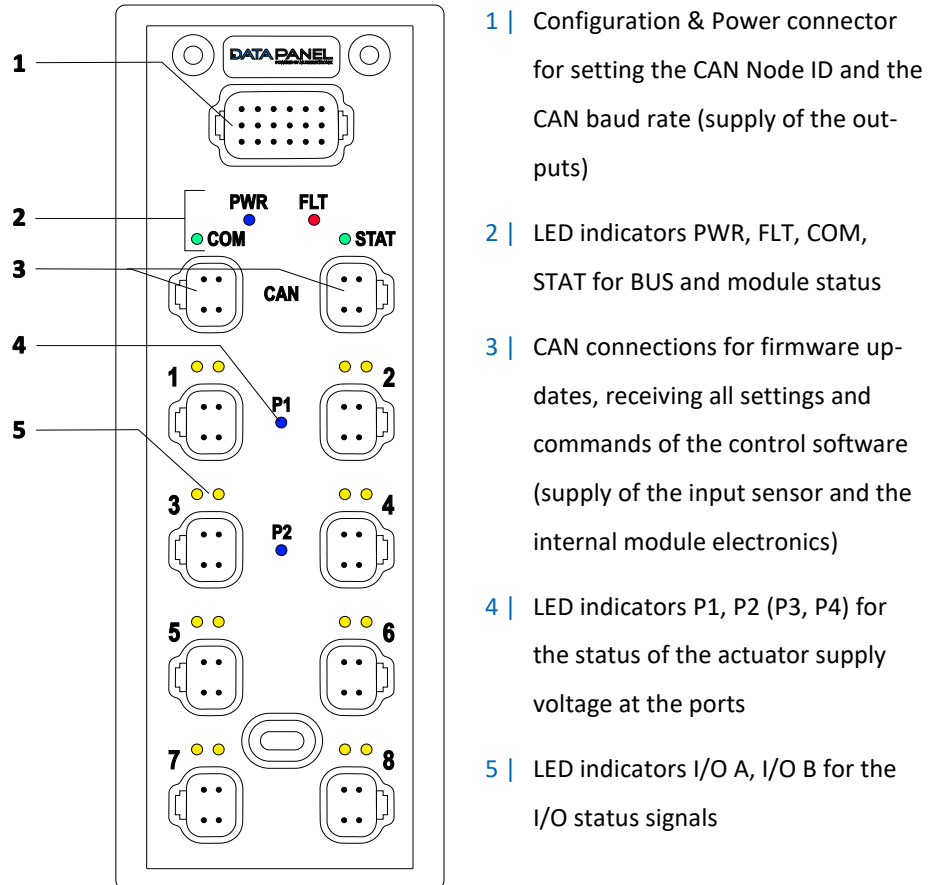 DATA PANEL
1
PWR FLT
2
COM STAT
3
CAN
4
1 2
P1
5
3 4
P2
5 6
7 8
1 | Configuration & Power connector
for setting the CAN Node ID and the
CAN baud rate (supply of the out-
puts)
2 | LED indicators PWR, FLT, COM,
STAT for BUS and module status
3 | CAN connections for firmware up-
dates, receiving all settings and
commands of the control software
(supply of the input sensor and the
internal module electronics)
4 | LED indicators P1, P2 (P3, P4) for
the status of the actuator supply
voltage at the ports
5 | LED indicators I/O A, I/O B for the
I/O status signals